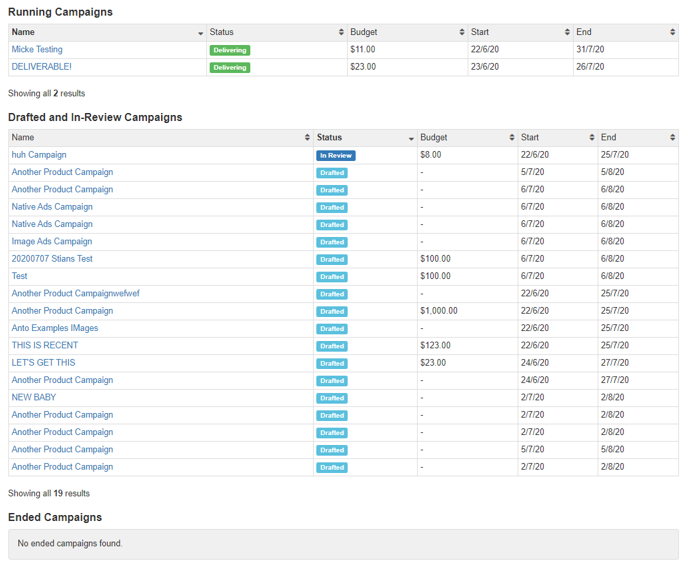 Running Campaigns
Name Status Budget Start End
Micke Testing Delivering $11.00 22/6/20 31/7/20
DELIVERABLE! Delivering $23.00 23/6/20 26/7/20
Showing all 2 results
Drafted and In-Review Campaigns
Name Status Budget Start End
huh Campaign In Review $8.00 22/6/20 25/7/20
Another Product Campaign Drafted - 5/7/20 5/8/20
Another Product Campaign Drafted - 6/7/20 6/8/20
Native Ads Campaign Drafted - 6/7/20 6/8/20
Native Ads Campaign Drafted - 6/7/20 6/8/20
Image Ads Campaign Drafted - 6/7/20 6/8/20
20200707 Stians Test Drafted $100.00 6/7/20 6/8/20
Test Drafted $100.00 6/7/20 6/8/20
Another Product Campaignwefwef Drafted - 22/6/20 25/7/20
Another Product Campaign Drafted $1,000.00 22/6/20 25/7/20
Anto Examples IMages Drafted - 22/6/20 25/7/20
THIS IS RECENT Drafted $123.00 22/6/20 25/7/20
LET'S GET THIS Drafted $23.00 24/6/20 27/7/20
Another Product Campaign Drafted - 24/6/20 27/7/20
NEW BABY Drafted - 2/7/20 2/8/20
Another Product Campaign Drafted - 2/7/20 2/8/20
Another Product Campaign Drafted - 2/7/20 2/8/20
Another Product Campaign Drafted - 5/7/20 5/8/20
Another Product Campaign Drafted - 2/7/20 2/8/20
Showing all 19 results
Ended Campaigns
No ended campaigns found.